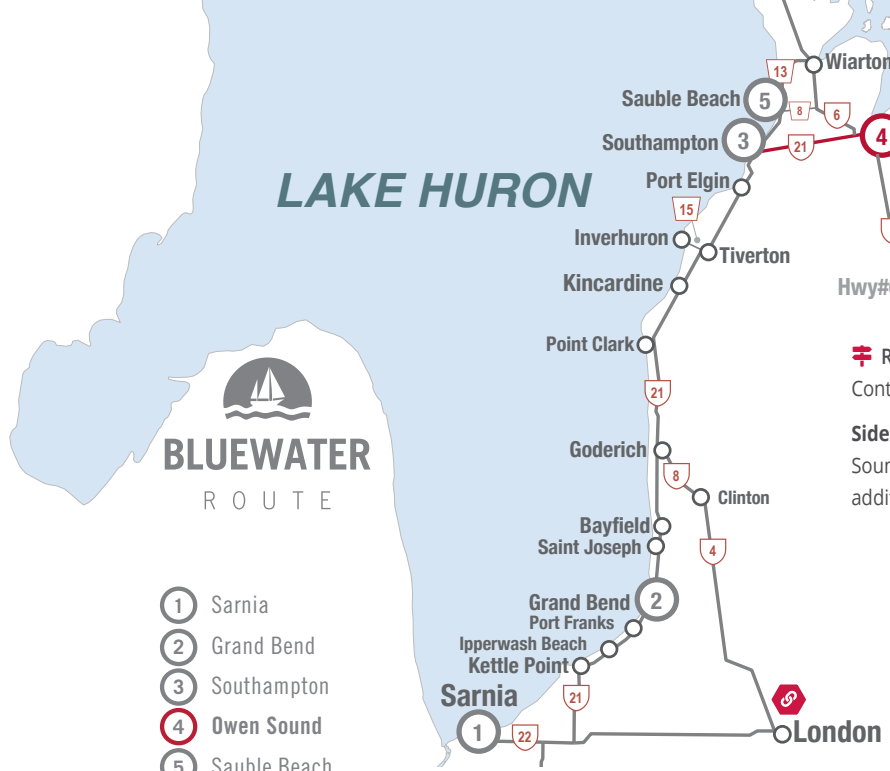 Wiarton
13
Sauble Beach
5
8
6
Southampton
3
21
4
LAKE HURON
Port Elgin
15
Inverhuron
Tiverton
Kincardine
Hwy#
Point Clark
R
Cont
21
Side
Sour
addi
BLUEWATER
ROUTE
Goderich
8
Clinton
Bayfield
Saint Joseph
4
Grand Bend
2
Port Franks
Ipperwash Beach
Kettle Point
21
Sarnia
1
22
London
1 Sarnia
2 Grand Bend
3 Southampton
4 Owen Sound
5 Sauble Beach